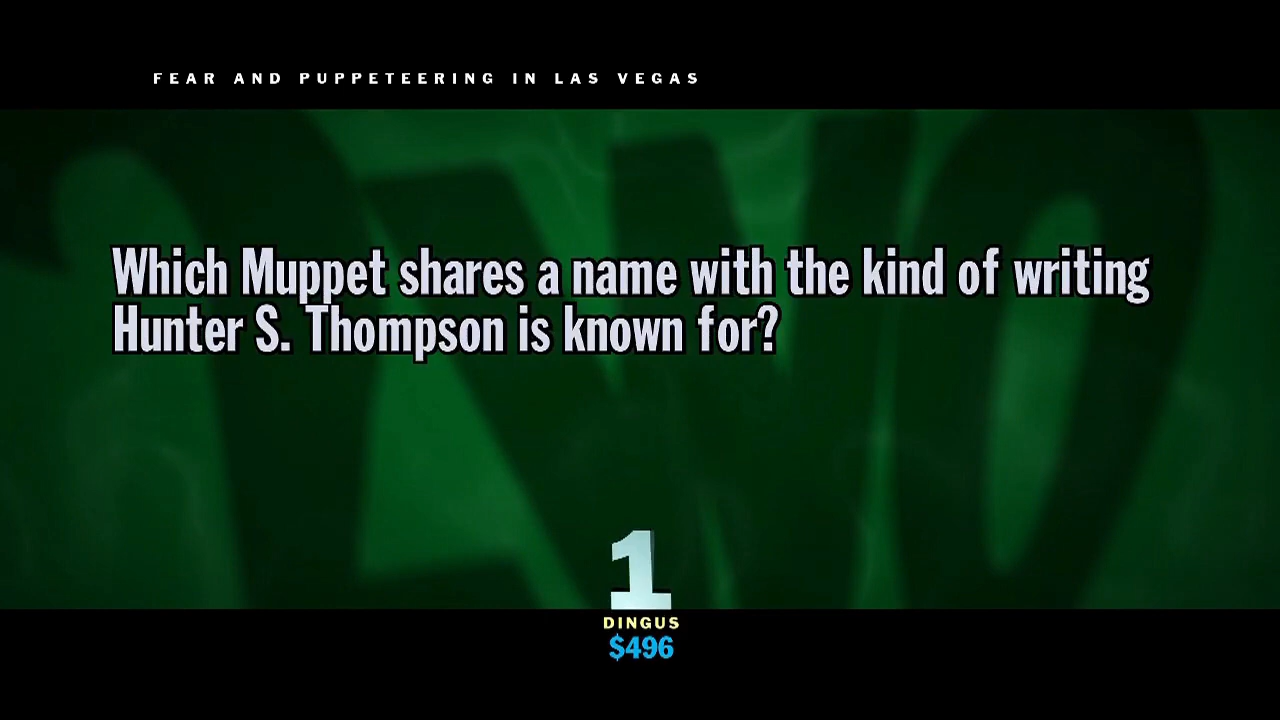 FEAR AND PUPPETEERING IN LAS VEGAS
Which Muppet shares a name with the kind of writing
Hunter S. Thompson is known for?
1
DINGUS
$496